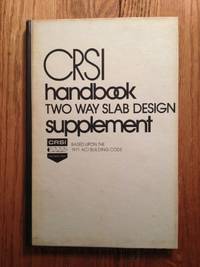 CRSI
handbook
TWO WAY SLAB DESIGN
supplement
CRSI
BASED UPON THE
1971 ACI BUILDING CODE